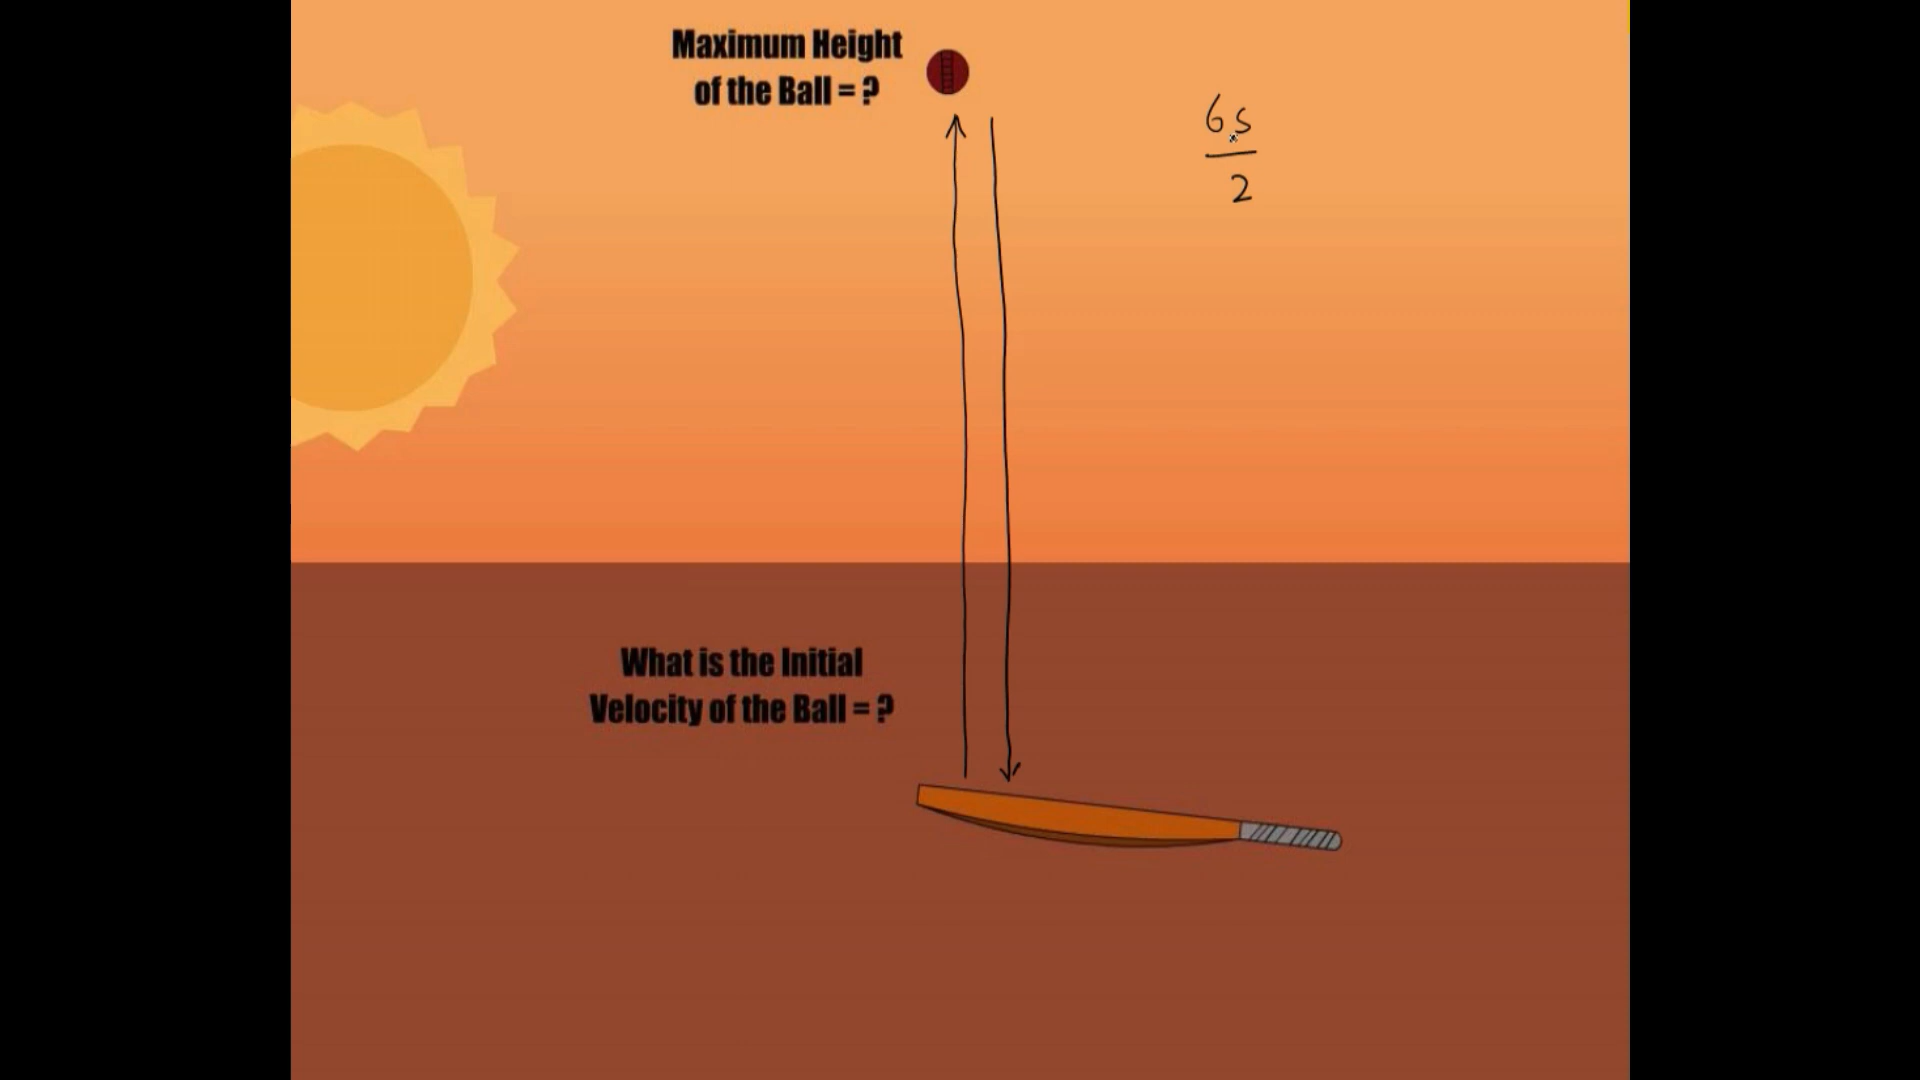 Maximum Height
of the Ball = ?
6s
2
What is the Initial
Velocity of the Ball = ?